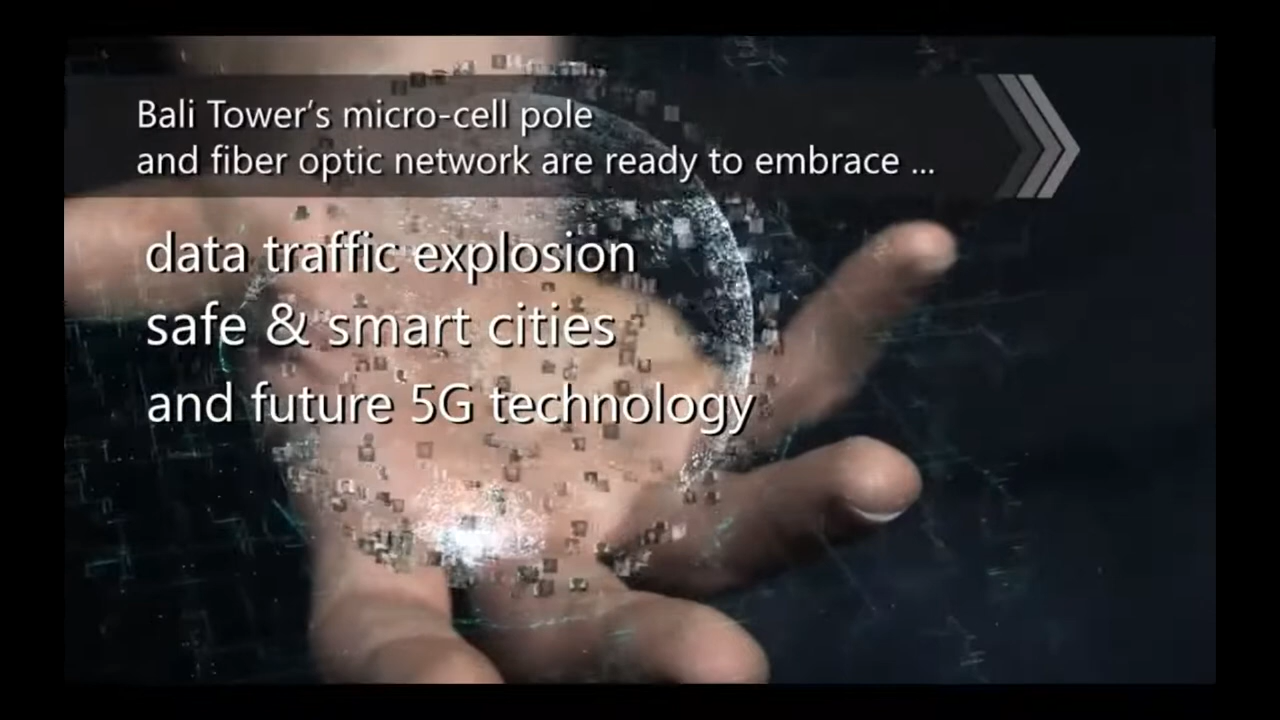 Bali Tower's micro-cell pole
and fiber optic network are ready to embrace ...
data traffic explosion
safe & smart cities
and future 5G technology